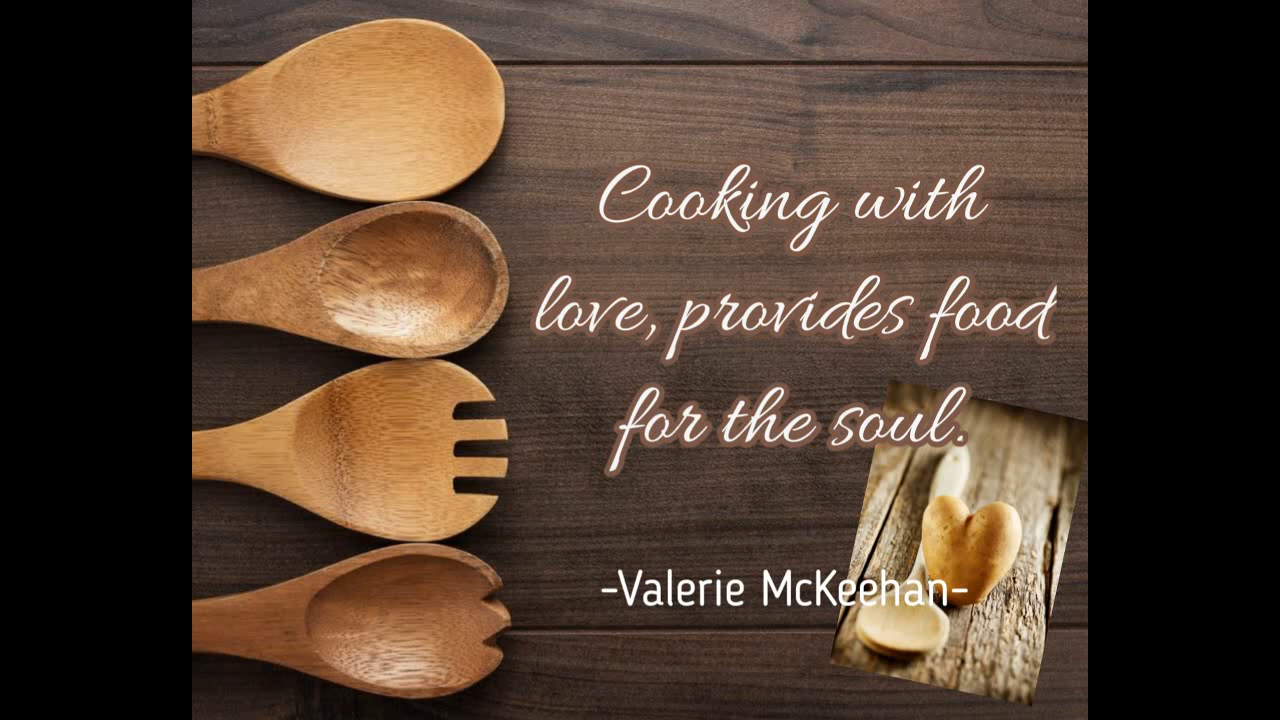 Cooking with
love, provides food
for the soul.
-Valerie McKeehan-